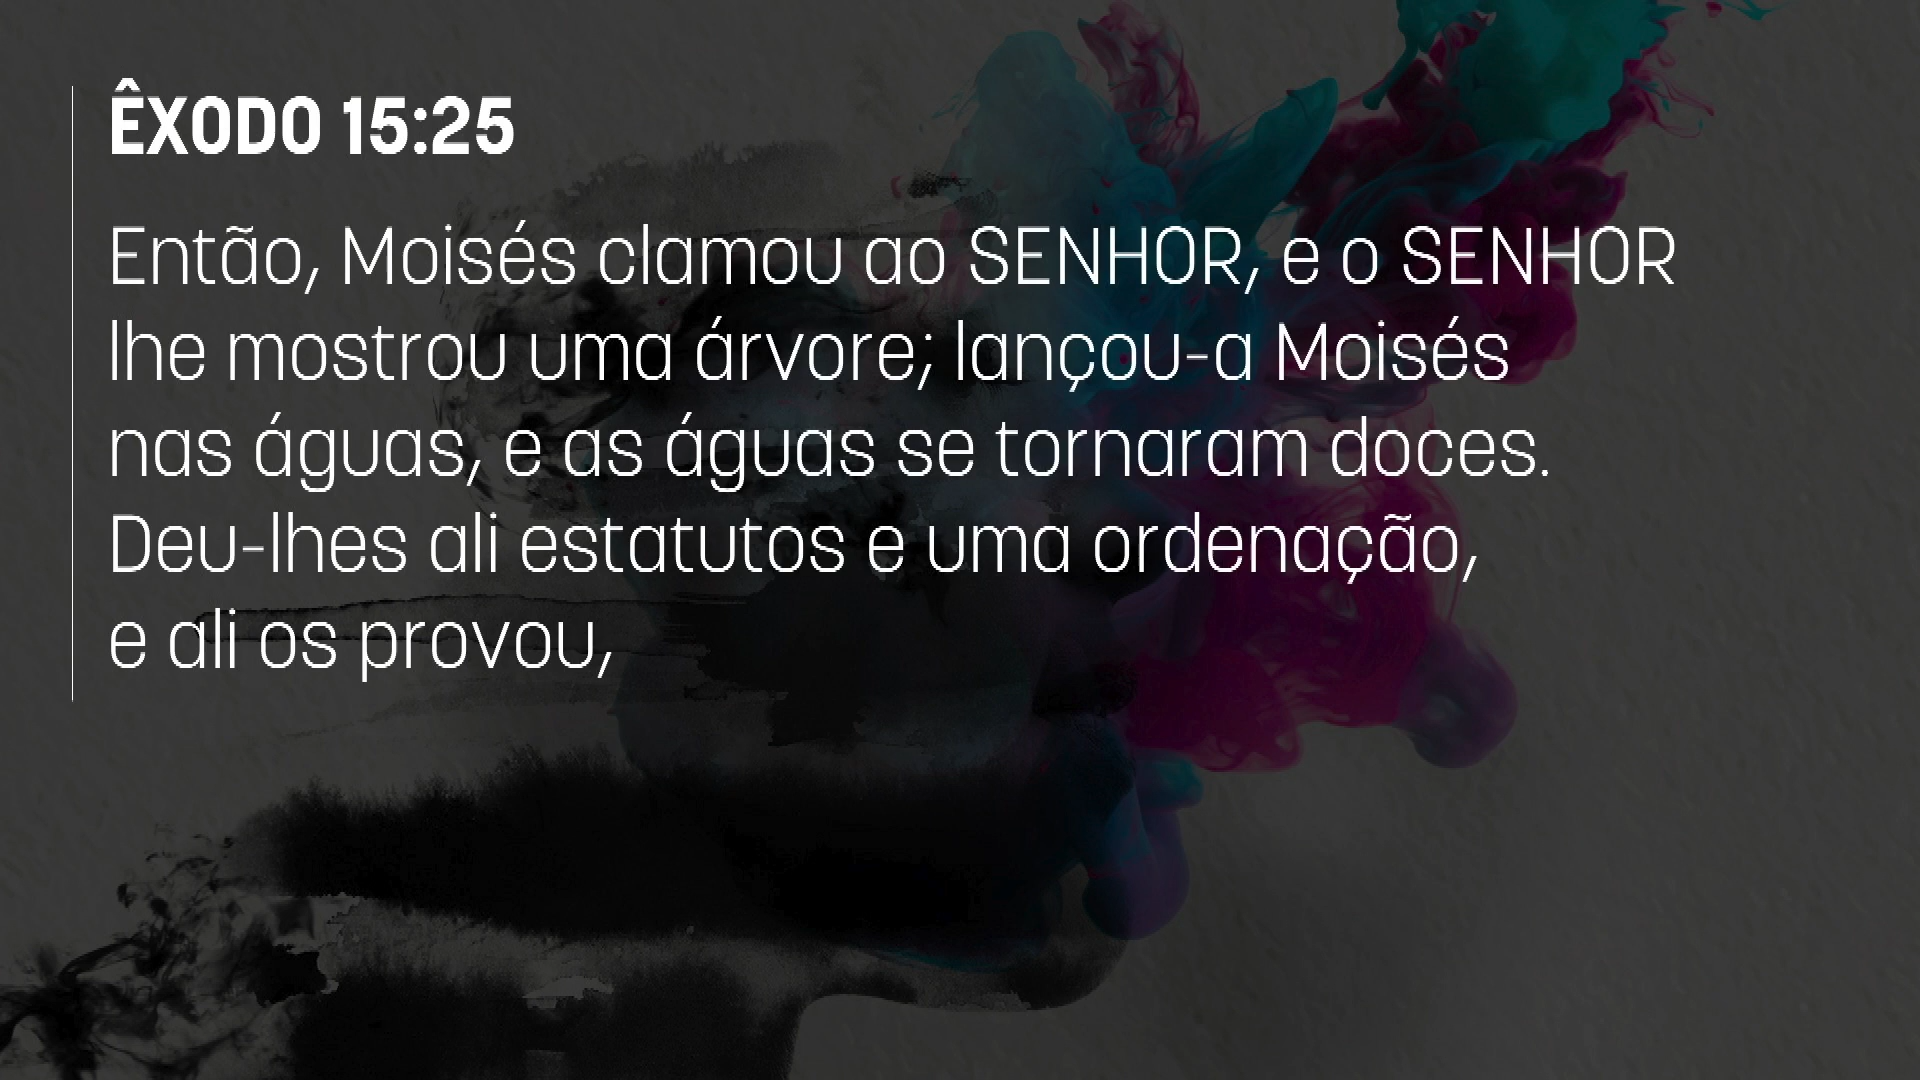 ÊXODO 15:25
Então, Moisés clamou ao SENHOR, e o SENHOR
lhe mostrou uma árvore; lançou-a Moisés
nas águas, e as águas se tornaram doces.
Deu-lhes ali estatutos e uma ordenação,
e ali os provou,